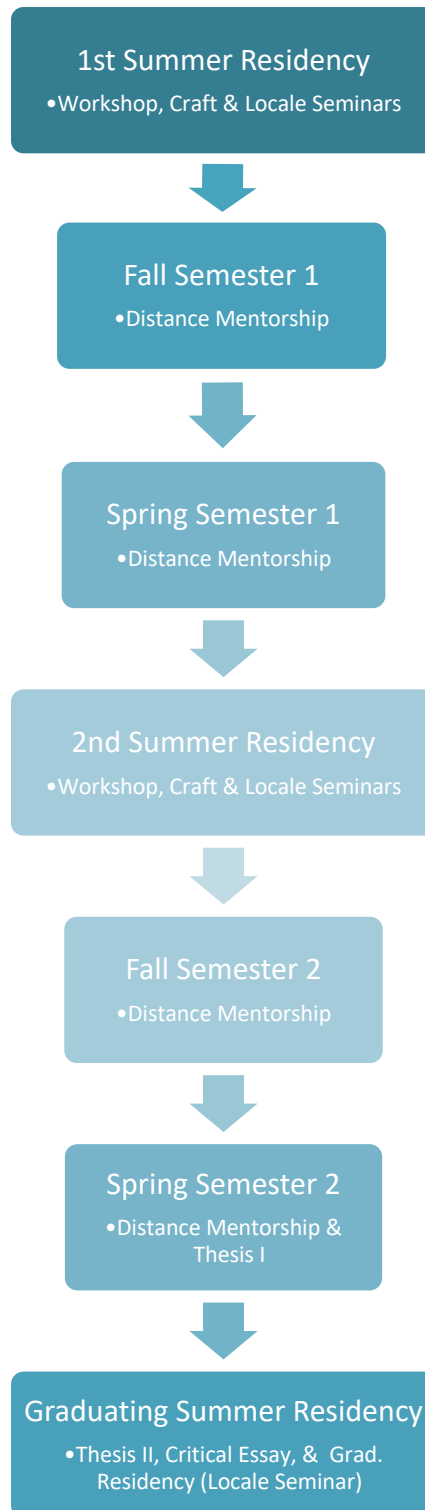 1st Summer Residency
•Workshop, Craft & Locale Seminars
Fall Semester 1
•Distance Mentorship
Spring Semester 1
•Distance Mentorship
2nd Summer Residency
•Workshop, Craft & Locale Seminars
Fall Semester 2
•Distance Mentorship
Spring Semester 2
•Distance Mentorship &
Thesis I
Graduating Summer Residency
•Thesis II, Critical Essay, & Grad.
Residency (Locale Seminar)